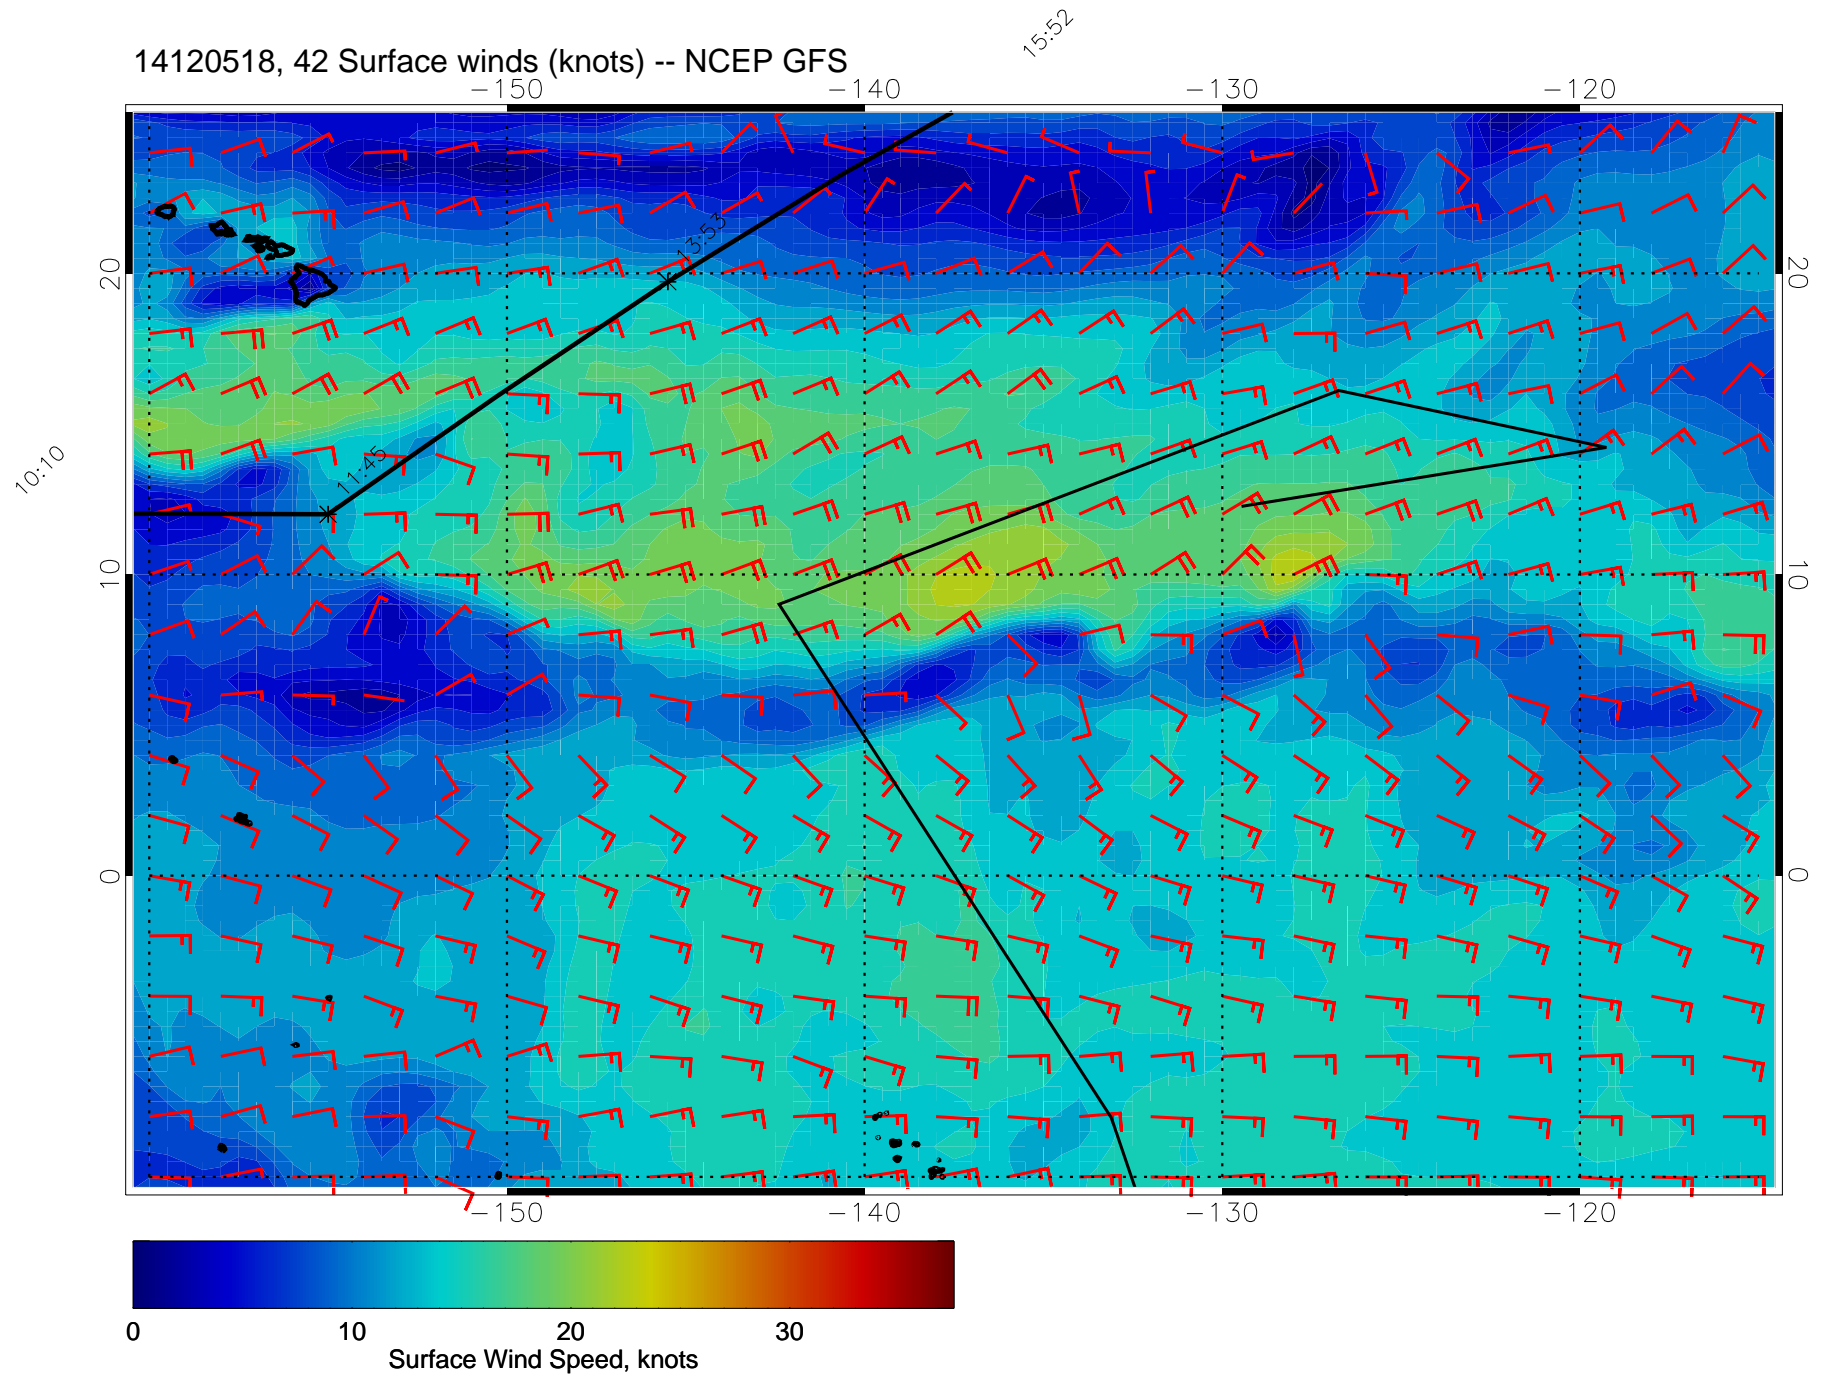 15:52
14120518, 42 Surface winds (knots) -- NCEP GFS
-150 -140 -130 -120
13:53
20 20
11:45
10:10
10 10
0 0
-150 -140 -130 -120
0 10 20 30
Surface Wind Speed, knots